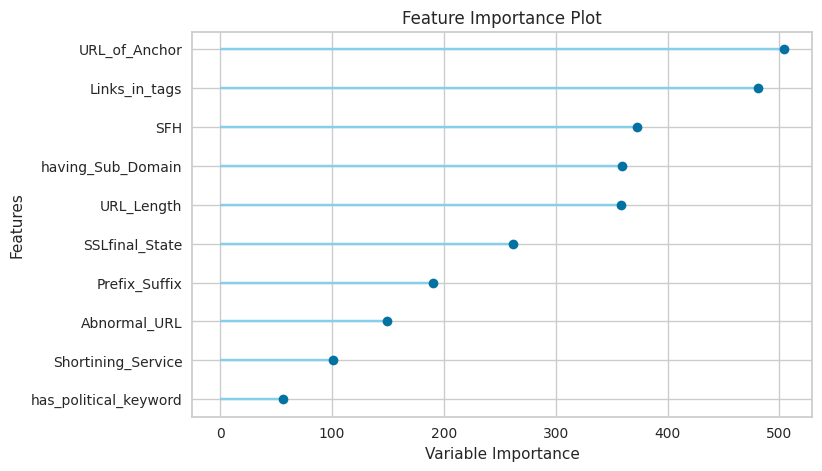 Feature Importance Plot
Features
URL_of_Anchor
Links_in_tags
SFH
having_Sub_Domain
URL_Length
SSLfinal_State
Prefix_Suffix
Abnormal_URL
Shortining_Service
has_political_keyword
0 100 200 300 400 500
Variable Importance